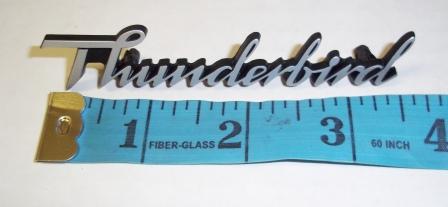 Thunderbird
1 FIBER-GLASS 2 3 60 INCH 4